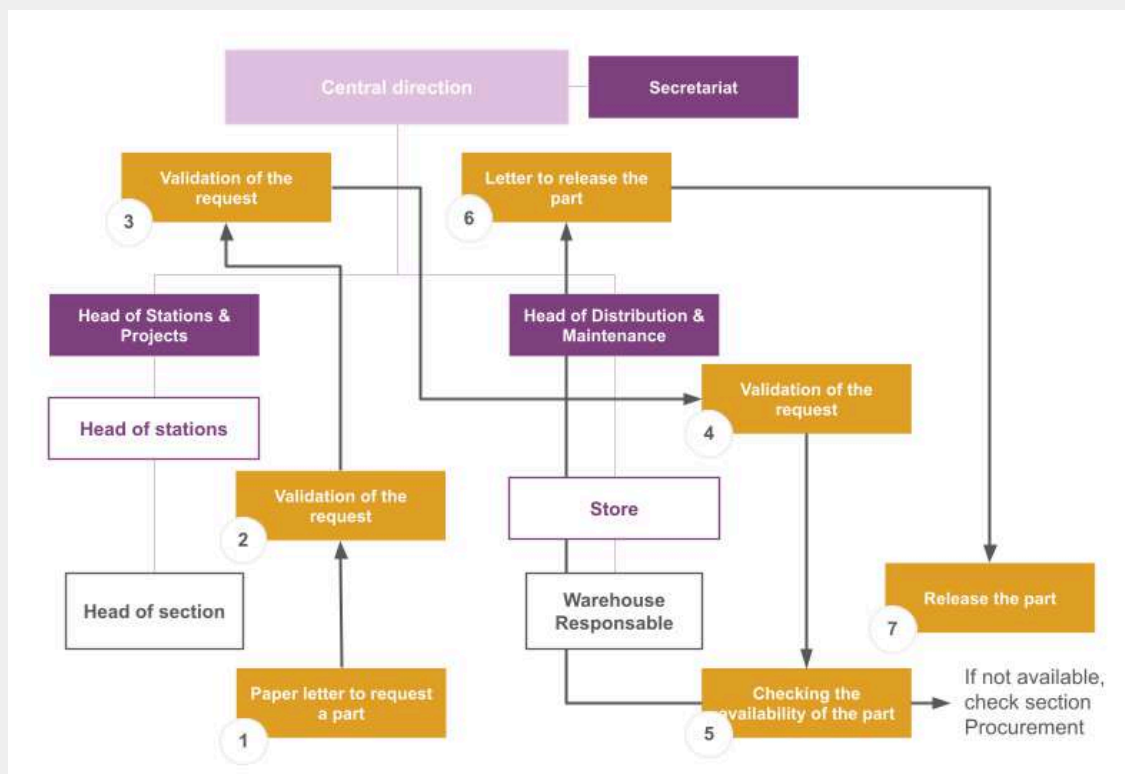 Central direction
Secretariat
Validation of the
request
3
Letter to release the
part
6
Head of Stations &
Projects
Head of Distribution &
Maintenance
Validation of the
request
4
Head of stations
Validation of the
request
2
Store
Head of section
Warehouse
Responsable
Release the part
7
Paper letter to request
a part
1
Checking the
availability of the part
5
If not available,
check section
Procurement